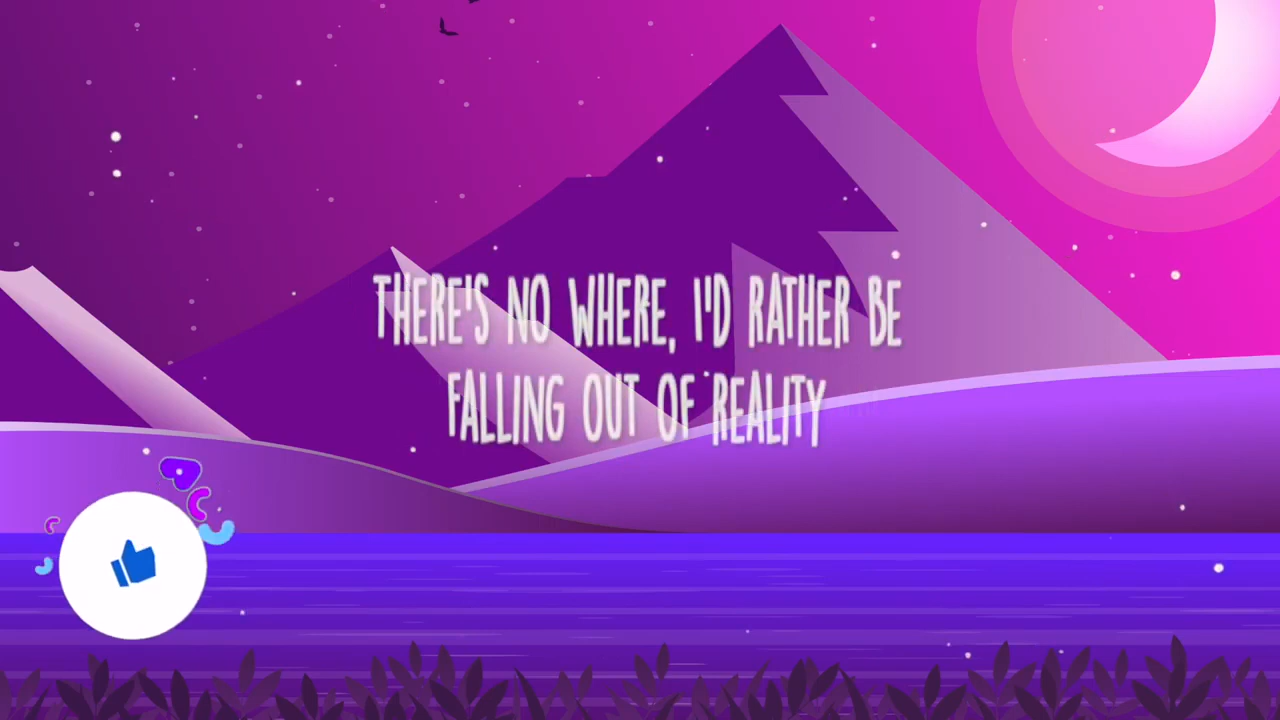 THERE'S NO WHERE, I'D RATHER BE
FALLING OUT OF REALITY